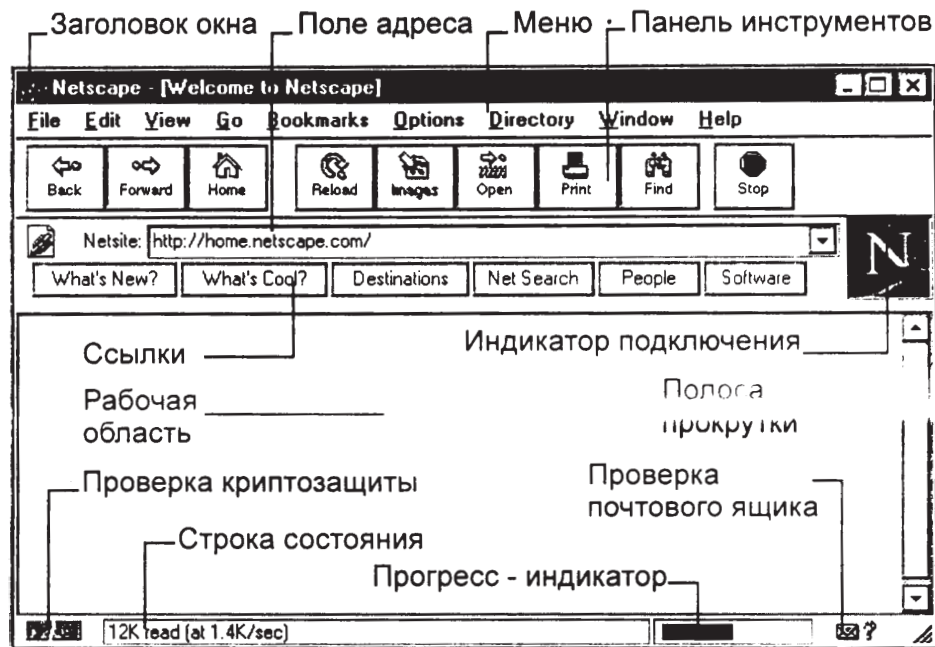 Заголовок окна Поле адреса Меню Панель инструментов
Netscape - [Welcome to Netscape]
File Edit View Go Bookmarks Options Directory Window Help
Back Forward Home Reload Images Open Print Find Stop
Netsite: http://home.netscape.com/
N
What's New? What's Cool? Destinations Net Search People Software
Ссылки
Индикатор подключения
Рабочая
область
Полоса
прокрутки
Проверка криптозащиты
Проверка
почтового ящика
Строка состояния
Прогресс - индикатор
12K read (at 1.4K/sec)
?